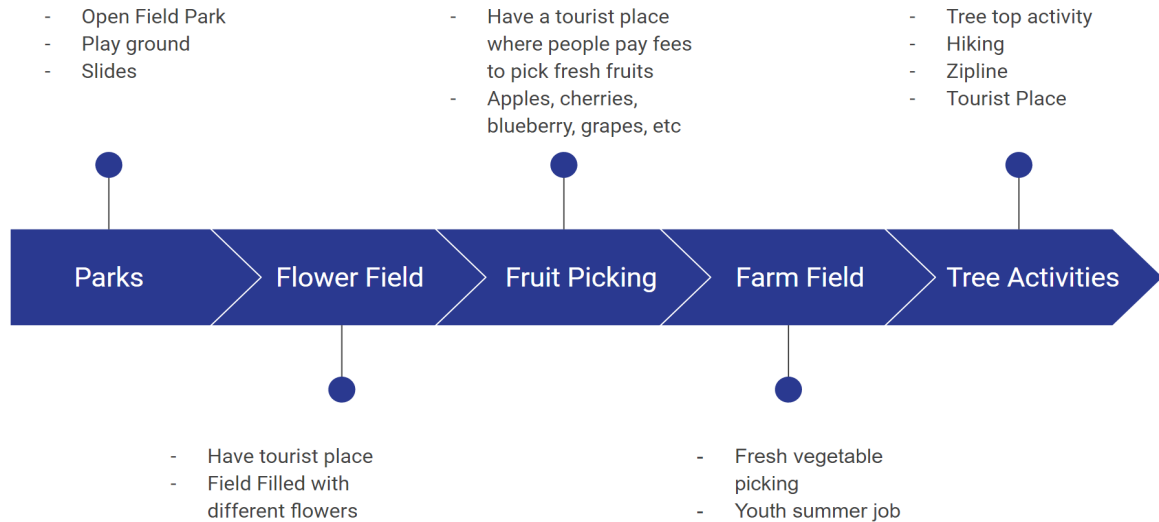 - Open Field Park
- Play ground
- Slides
- Have a tourist place
where people pay fees
to pick fresh fruits
- Apples, cherries,
blueberry, grapes, etc
- Tree top activity
- Hiking
- Zipline
- Tourist Place
Parks
Flower Field
Fruit Picking
Farm Field
Tree Activities
- Have tourist place
- Field Filled with
different flowers
- Fresh vegetable
picking
- Youth summer job